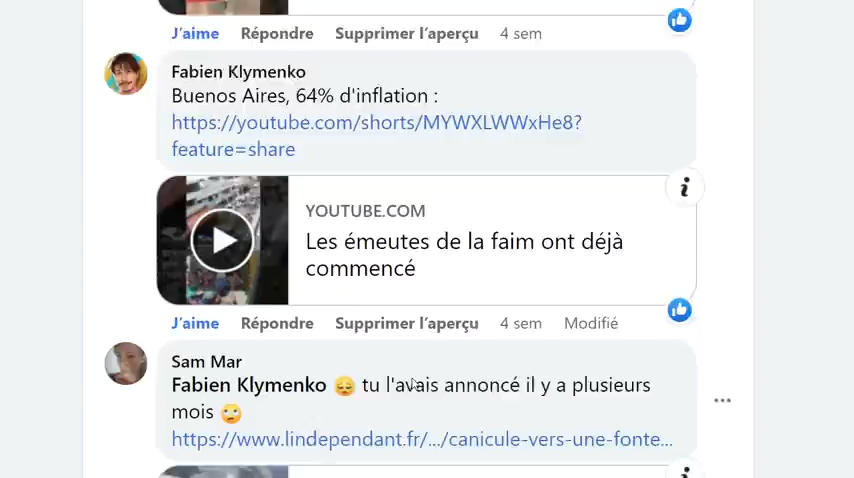 J'aime Répondre Supprimer l'aperçu 4 sem
Fabien Klymenko
Buenos Aires, 64% d'inflation :
https://youtube.com/shorts/MYWXLWWxHe8?
feature=share
YOUTUBE.COM
Les émeutes de la faim ont déjà
commencé
J'aime Répondre Supprimer l'aperçu 4 sem Modifié
Sam Mar
Fabien Klymenko 😔 tu l'avais annoncé il y a plusieurs
mois 🙄
https://www.lindependant.fr/.../canicule-vers-une-fonte...